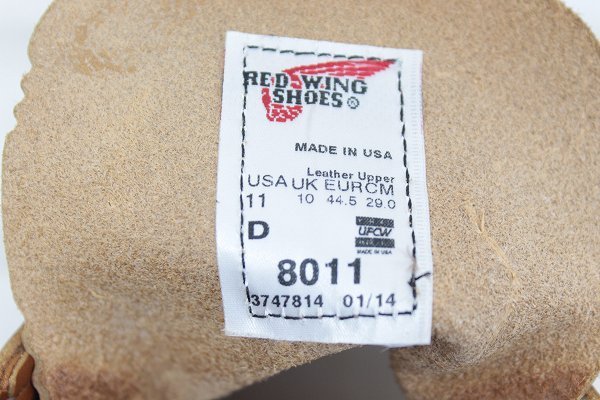 RED WING
SHOES®
MADE IN USA
Leather Upper
USA UK EUR CM
11 10 44.5 29.0
D
UFCW
MADE IN USA
8011
3747814 01/14